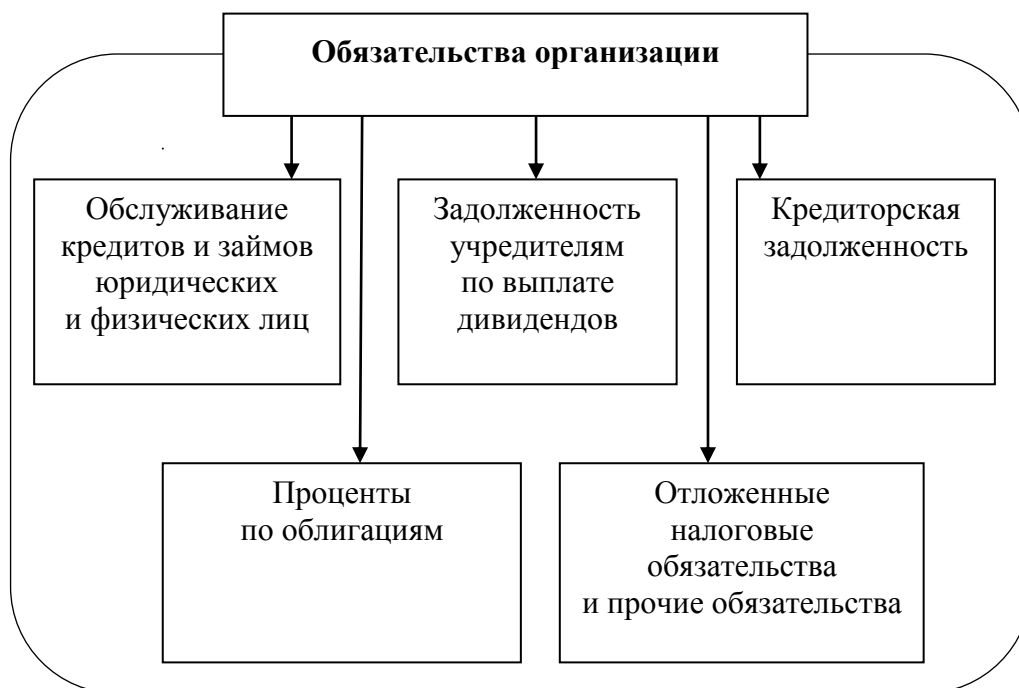 Обязательства организации
Обслуживание
кредитов и займов
юридических
и физических лиц
Задолженность
учредителям
по выплате
дивидендов
Кредиторская
задолженность
Проценты
по облигациям
Отложенные
налоговые
обязательства
и прочие обязательства